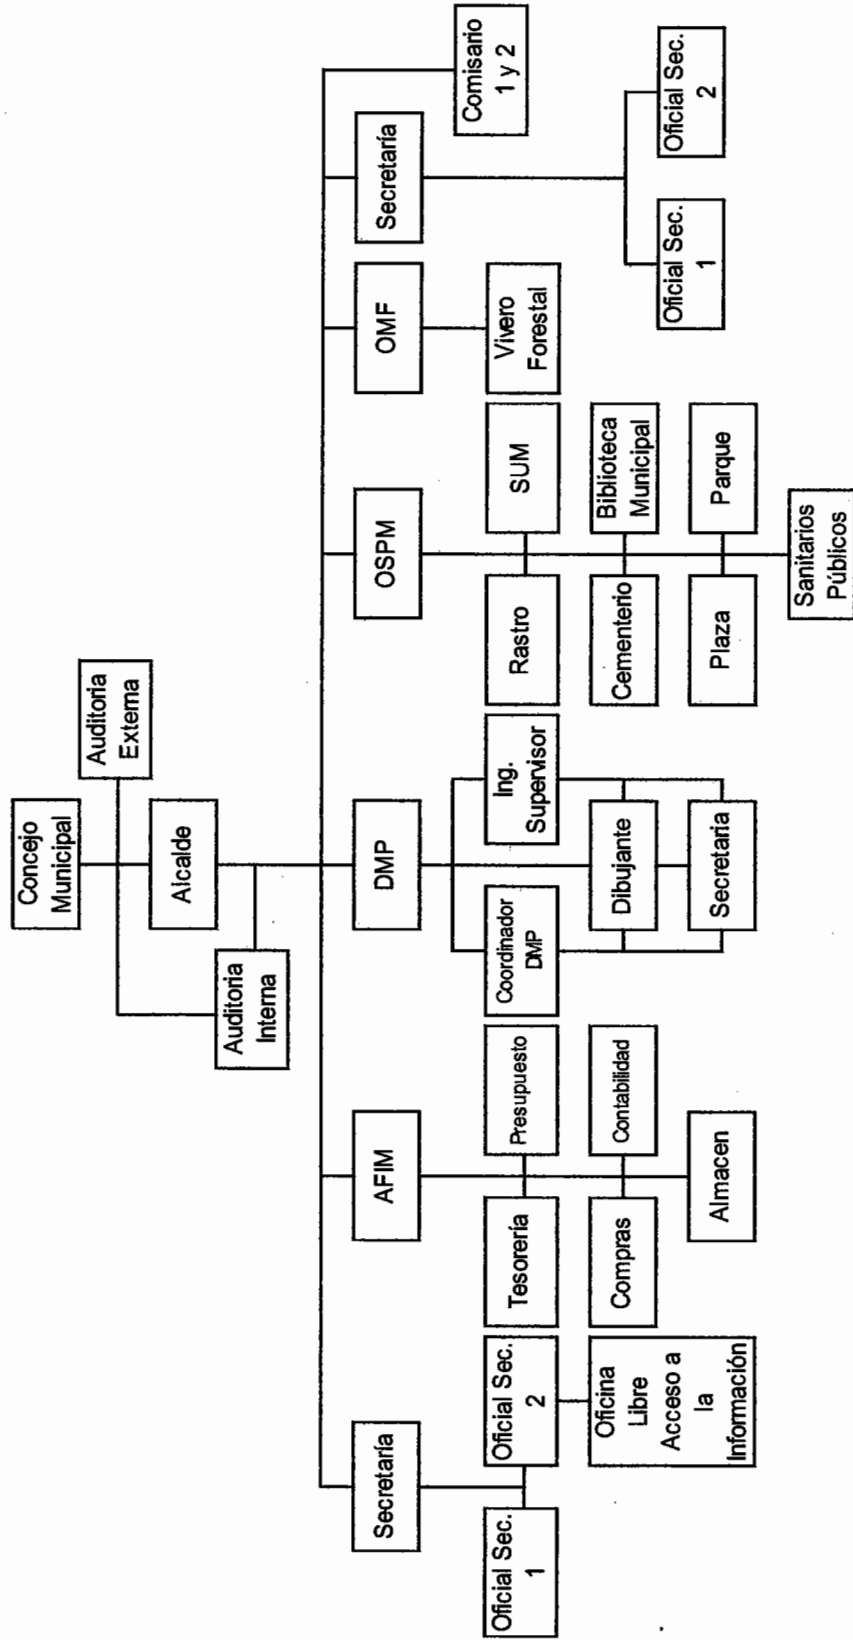 Concejo
Municipal
Auditoria
Externa
Alcalde
Auditoria
Interna
Secretaría
AFIM
DMP
OSPM
OMF
Secretaría
Comisario
1 y 2
Oficial Sec.
1
Oficial Sec.
2
Oficina
Libre
Acceso a
la
Información
Tesorería
Presupuesto
Compras
Contabilidad
Almacen
Coordinador
DMP
Ing.
Supervisor
Dibujante
Secretaria
Rastro
SUM
Cementerio
Biblioteca
Municipal
Plaza
Parque
Sanitarios
Públicos
Vivero
Forestal
Oficial Sec.
1
Oficial Sec.
2